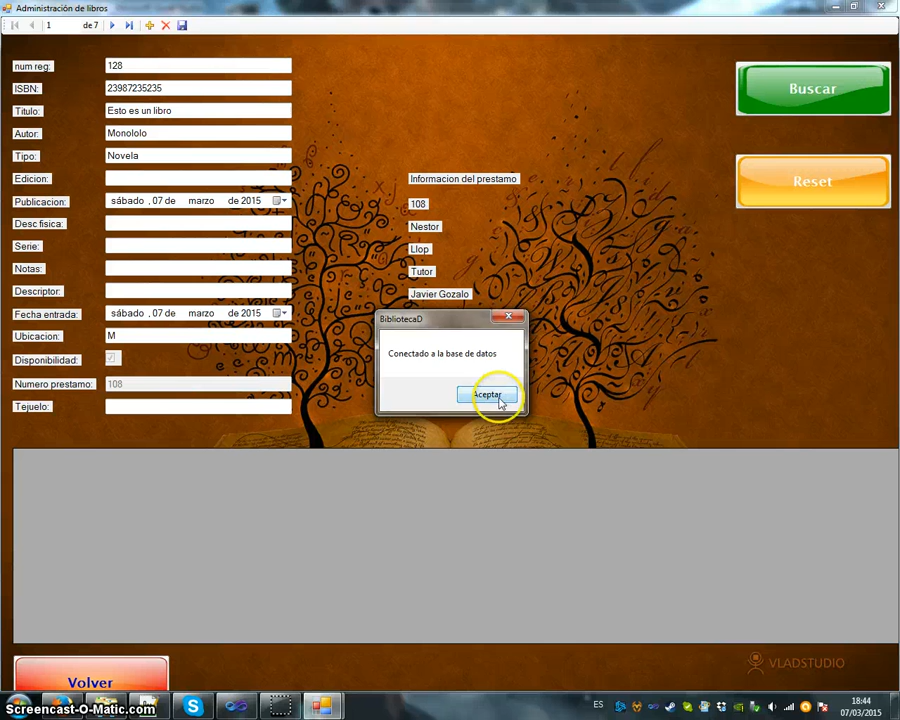 Administración de libros
1 de 7
num reg: 128
ISBN: 23987235235
Titulo: Esto es un libro
Autor: Monololo
Tipo: Novela
Edicion:
Publicacion: sábado , 07 de marzo de 2015
Desc fisica:
Serie:
Notas:
Descriptor:
Fecha entrada: sábado , 07 de marzo de 2015
Ubicacion: M
Disponibilidad:
Numero prestamo: 108
Tejuelo:
Informacion del prestamo
108
Nestor
Llop
Tutor
Javier Gozalo
Buscar
Reset
BibliotecaD
Conectado a la base de datos
Aceptar
Volver
VLADSTUDIO
Screencast-O-Matic.com
ES
18:44
07/03/2015